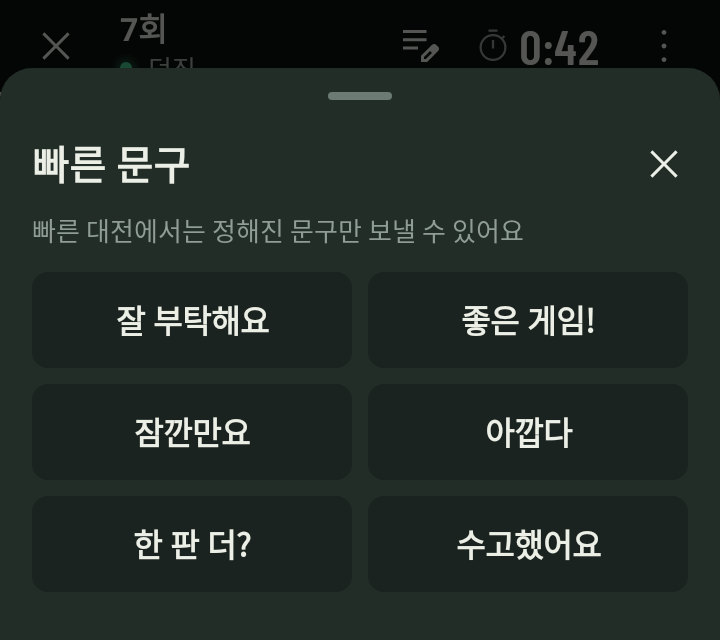 7회
0:42
빠른 문구
빠른 대전에서는 정해진 문구만 보낼 수 있어요
잘 부탁해요
좋은 게임!
잠깐만요
아깝다
한 판 더?
수고했어요